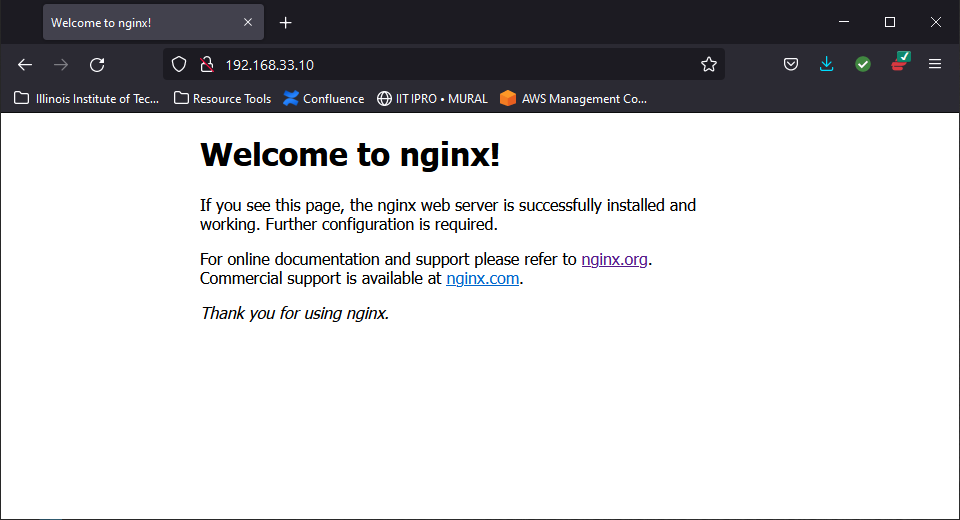 Welcome to nginx!
192.168.33.10
Illinois Institute of Tec... Resource Tools Confluence IIT IPRO • MURAL AWS Management Co...
Welcome to nginx!
If you see this page, the nginx web server is successfully installed and
working. Further configuration is required.
For online documentation and support please refer to nginx.org.
Commercial support is available at nginx.com.
Thank you for using nginx.